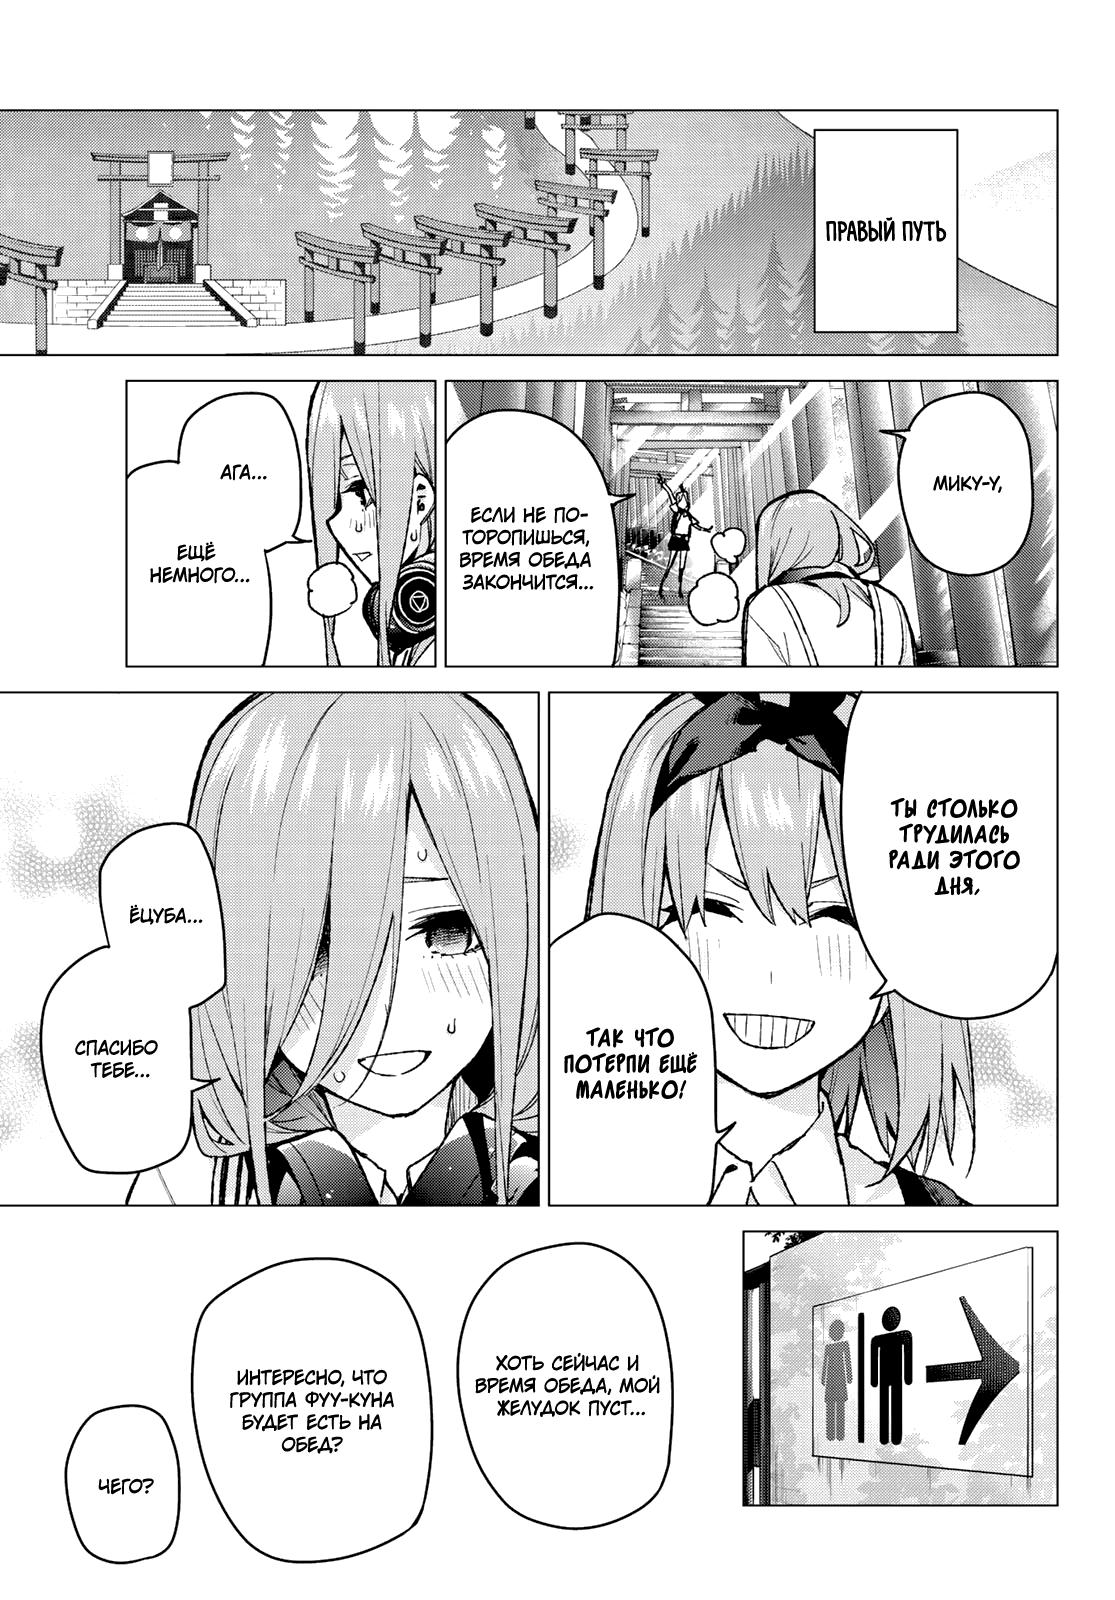 ПРАВЫЙ ПУТЬ
МИКУ-У,
ЕСЛИ НЕ ПО-
ТОРОПИШЬСЯ,
ВРЕМЯ ОБЕДА
ЗАКОНЧИТСЯ...
АГА...
ЕЩЁ
НЕМНОГО...
ТЫ СТОЛЬКО
ТРУДИЛАСЬ
РАДИ ЭТОГО
ДНЯ,
ТАК ЧТО
ПОТЕРПИ ЕЩЁ
МАЛЕНЬКО!
ЁЦУБА...
СПАСИБО
ТЕБЕ...
ХОТЬ СЕЙЧАС И
ВРЕМЯ ОБЕДА, МОЙ
ЖЕЛУДОК ПУСТ...
ИНТЕРЕСНО, ЧТО
ГРУППА ФУУ-КУНА
БУДЕТ ЕСТЬ НА
ОБЕД?
ЧЕГО?